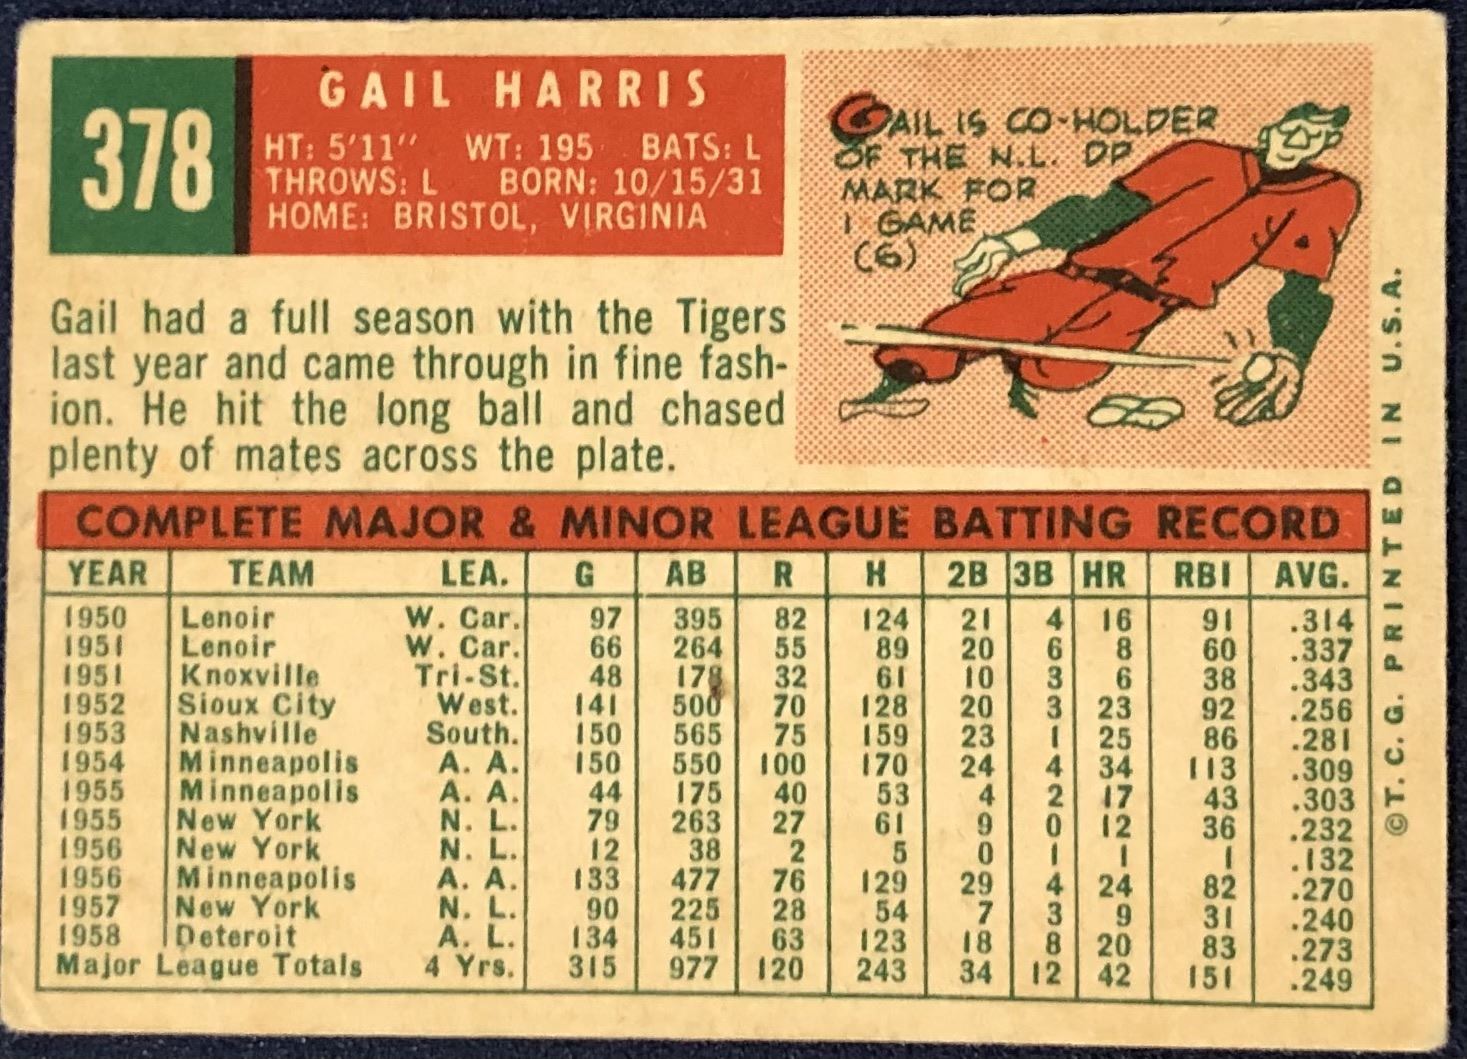 378
GAIL HARRIS
HT: 5'11" WT: 195 BATS: L
THROWS: L BORN: 10/15/31
HOME: BRISTOL, VIRGINIA
GAIL IS CO-HOLDER
OF THE N.L. DP
MARK FOR
1 GAME
(6)
Gail had a full season with the Tigers
last year and came through in fine fash-
ion. He hit the long ball and chased
plenty of mates across the plate.
COMPLETE MAJOR & MINOR LEAGUE BATTING RECORD
YEAR TEAM LEA. G AB R H 2B 3B HR RBI AVG.
1950 Lenoir W. Car. 97 395 82 124 21 4 16 91 .314
1951 Lenoir W. Car. 66 264 55 89 20 6 8 60 .337
1951 Knoxville Tri-St. 48 178 32 61 10 3 6 38 .343
1952 Sioux City West. 141 500 70 128 20 3 23 92 .256
1953 Nashville South. 150 565 75 159 23 1 25 86 .281
1954 Minneapolis A. A. 150 550 100 170 24 4 34 113 .309
1955 Minneapolis A. A. 44 175 40 53 4 2 17 43 .303
1955 New York N. L. 79 263 27 61 9 0 12 36 .232
1956 New York N. L. 12 38 2 5 0 1 1 1 .132
1956 Minneapolis A. A. 133 477 76 129 29 4 24 82 .270
1957 New York N. L. 90 225 28 54 7 3 9 31 .240
1958 Deteroit A. L. 134 451 63 123 18 8 20 83 .273
Major League Totals 4 Yrs. 315 977 120 243 34 12 42 151 .249
©T. C. G. PRINTED IN U.S.A.